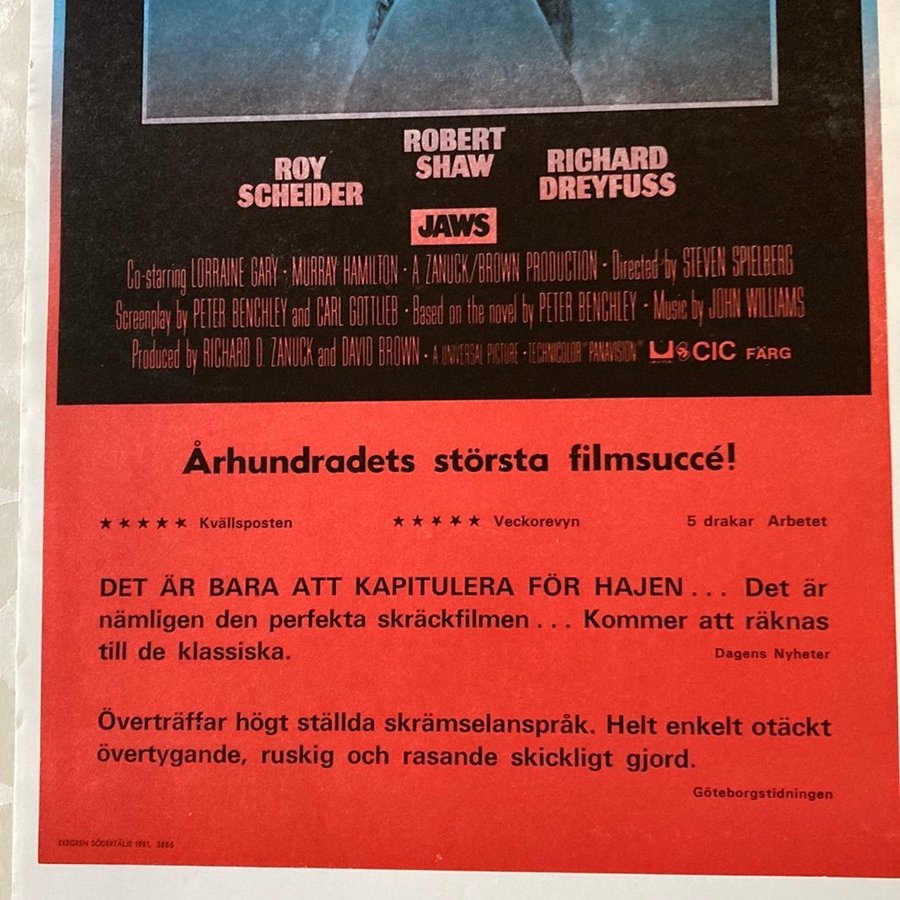 ROY
SCHEIDER
ROBERT
SHAW
RICHARD
DREYFUSS
JAWS
Co-starring LORRAINE GARY · MURRAY HAMILTON · A ZANUCK/BROWN PRODUCTION · Directed by STEVEN SPIELBERG
Screenplay by PETER BENCHLEY and CARL GOTTLIEB · Based on the novel by PETER BENCHLEY · Music by JOHN WILLIAMS
Produced by RICHARD D. ZANUCK and DAVID BROWN · A UNIVERSAL PICTURE · TECHNICOLOR® PANAVISION® CIC FÄRG
Århundradets största filmsuccé!
★★★★★ Kvällsposten ★★★★★ Veckorevyn 5 drakar Arbetet
DET ÄR BARA ATT KAPITULERA FÖR HAJEN... Det är
nämligen den perfekta skräckfilmen... Kommer att räknas
till de klassiska. Dagens Nyheter
Överträffar högt ställda skrämselanspråk. Helt enkelt otäckt
övertygande, ruskig och rasande skickligt gjord.
Göteborgstidningen
EKEGREN SÖDERTÄLJE 1981, 3886